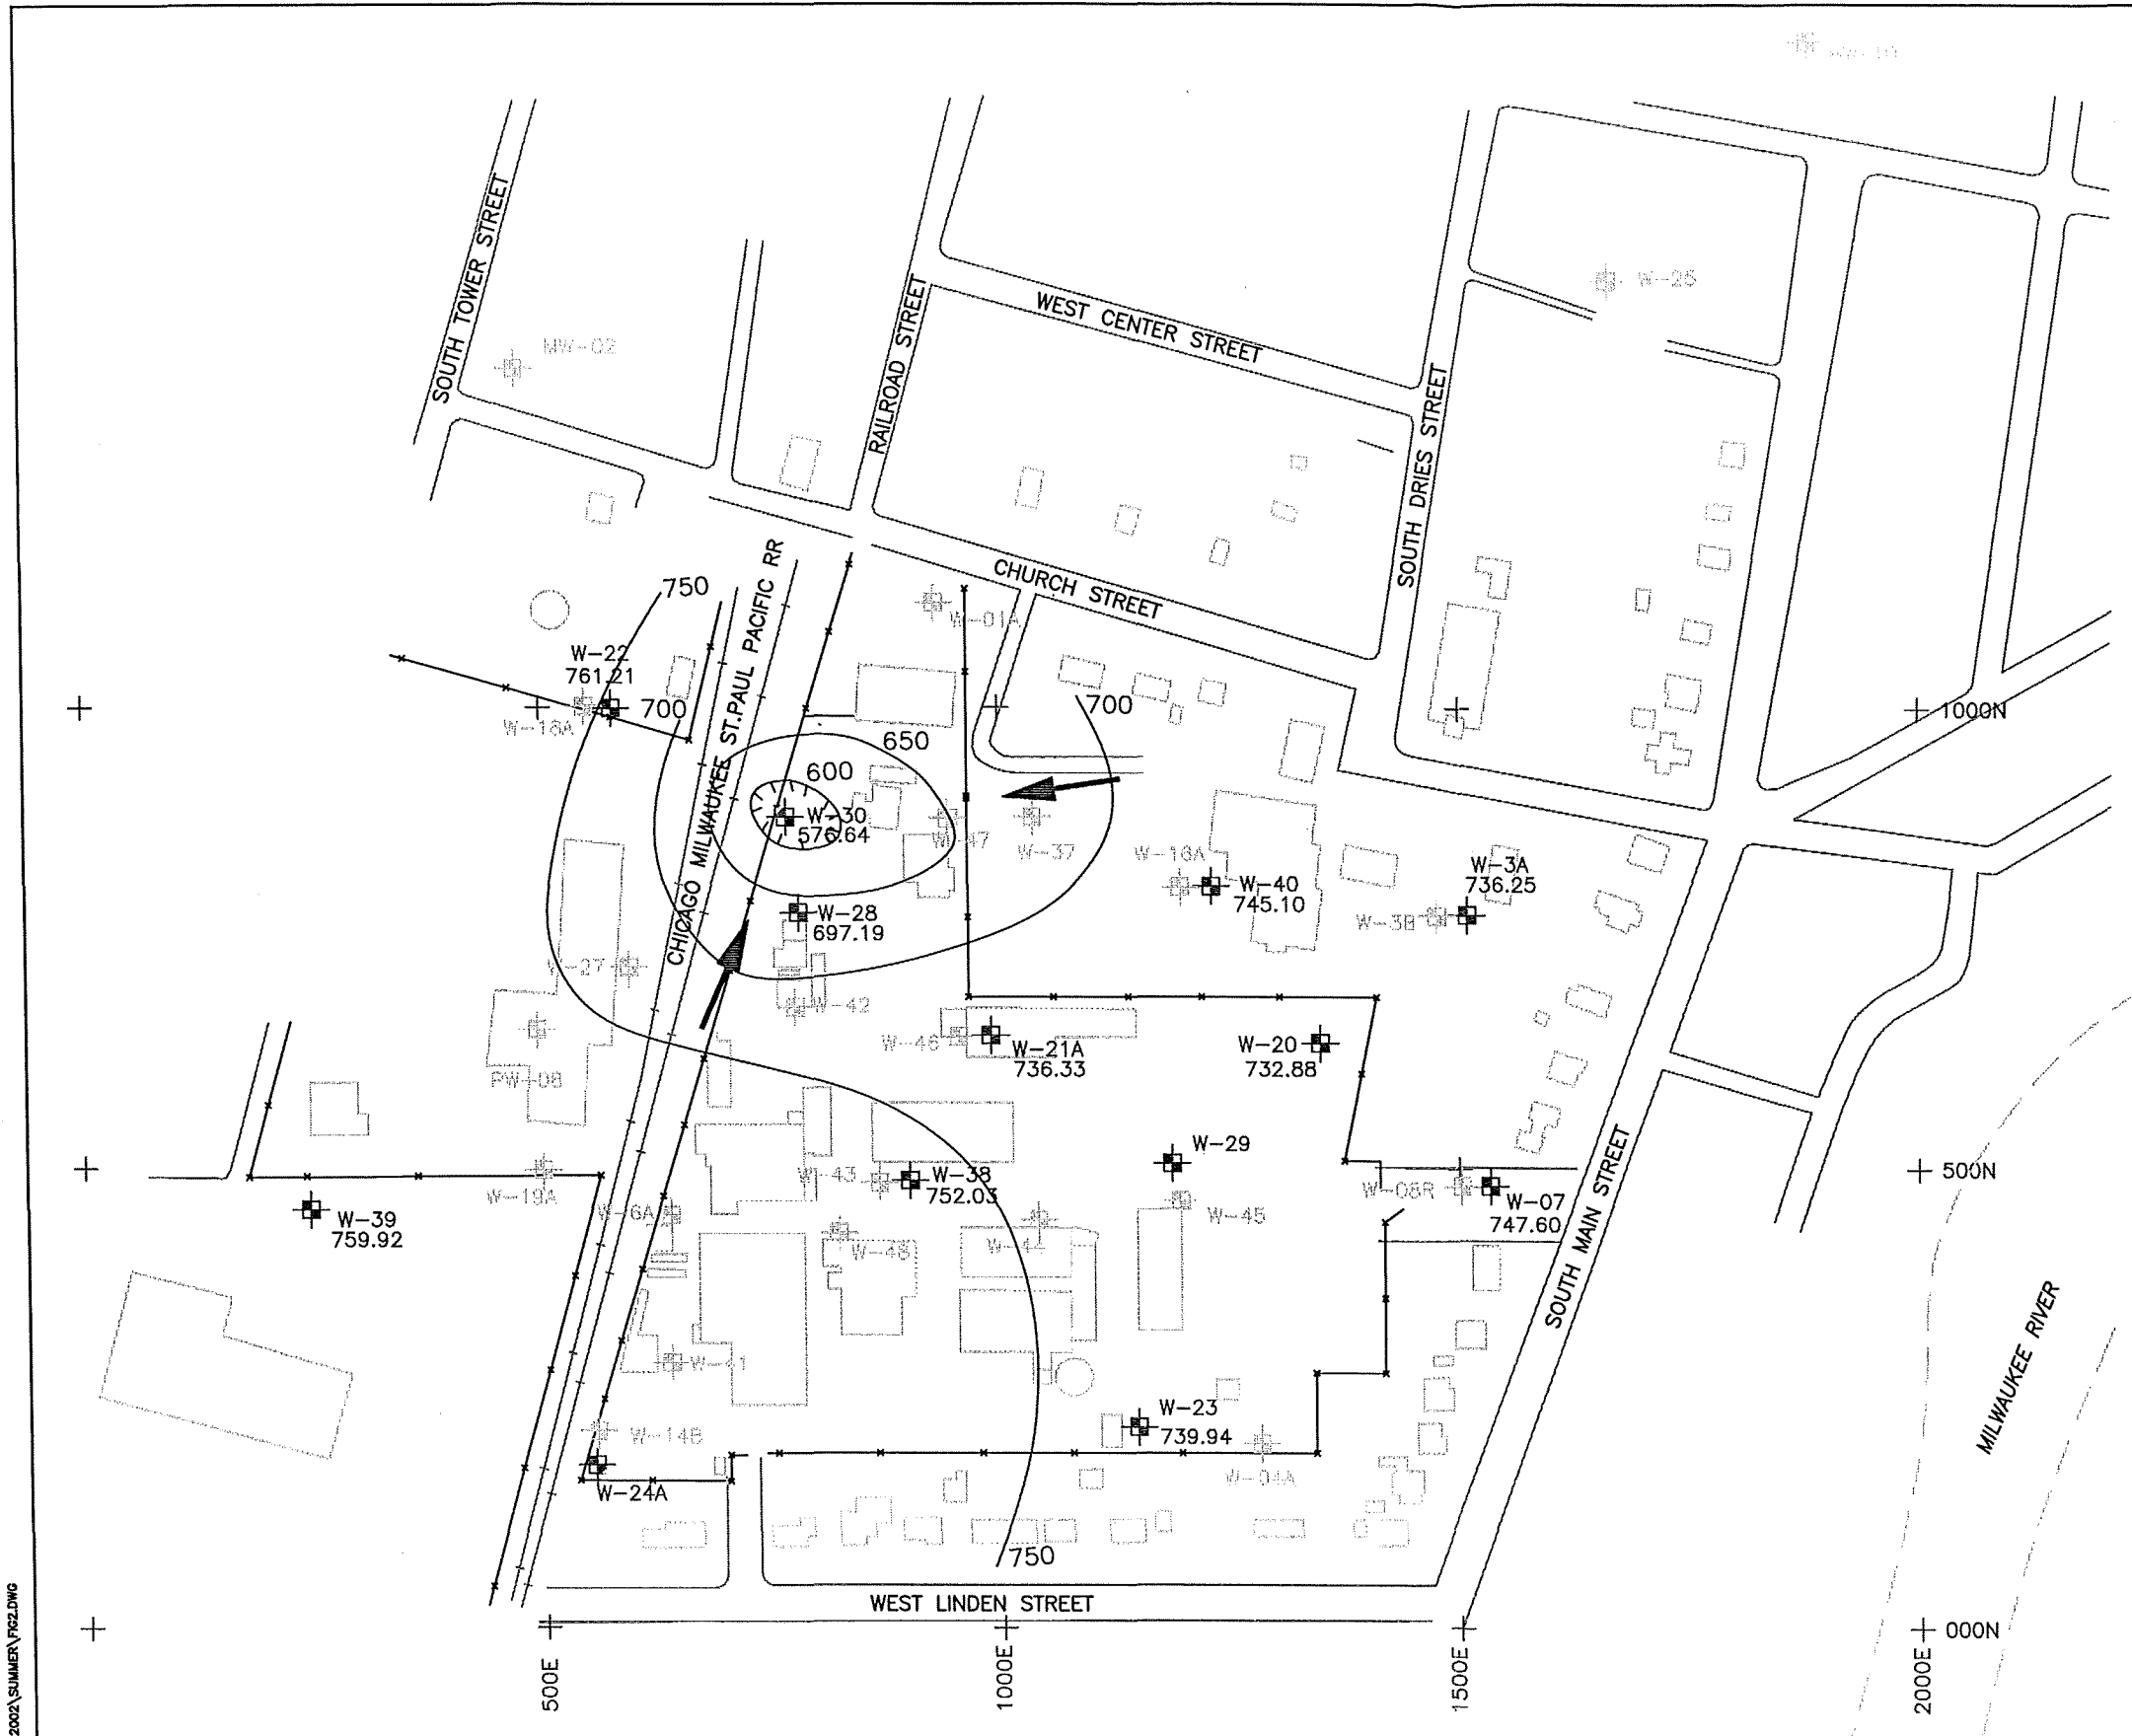 SOUTH TOWER STREET
MW-02
RAILROAD STREET
WEST CENTER STREET
W-26
SOUTH DRIES STREET
CHURCH STREET
CHICAGO MILWAUKEE ST.PAUL PACIFIC RR
750
W-01A
W-22
761.21
W-18A
700
700
650
600
W-30
576.64
W-47
W-37
W-16A
W-40
745.10
W-3A
736.25
W-3B
1000N
W-28
697.19
W-27
W-42
W-46
W-21A
736.33
W-20
732.88
PW-08
W-29
W-43
W-38
752.03
W-19A
W-39
759.92
W-6A
W-48
W-44
W-45
W-08R
W-07
747.60
500N
SOUTH MAIN STREET
MILWAUKEE RIVER
W-41
W-14B
W-24A
W-23
739.94
W-04A
750
WEST LINDEN STREET
000N
500E
1000E
1500E
2000E
2002\SUMMER\FIG2.DWG